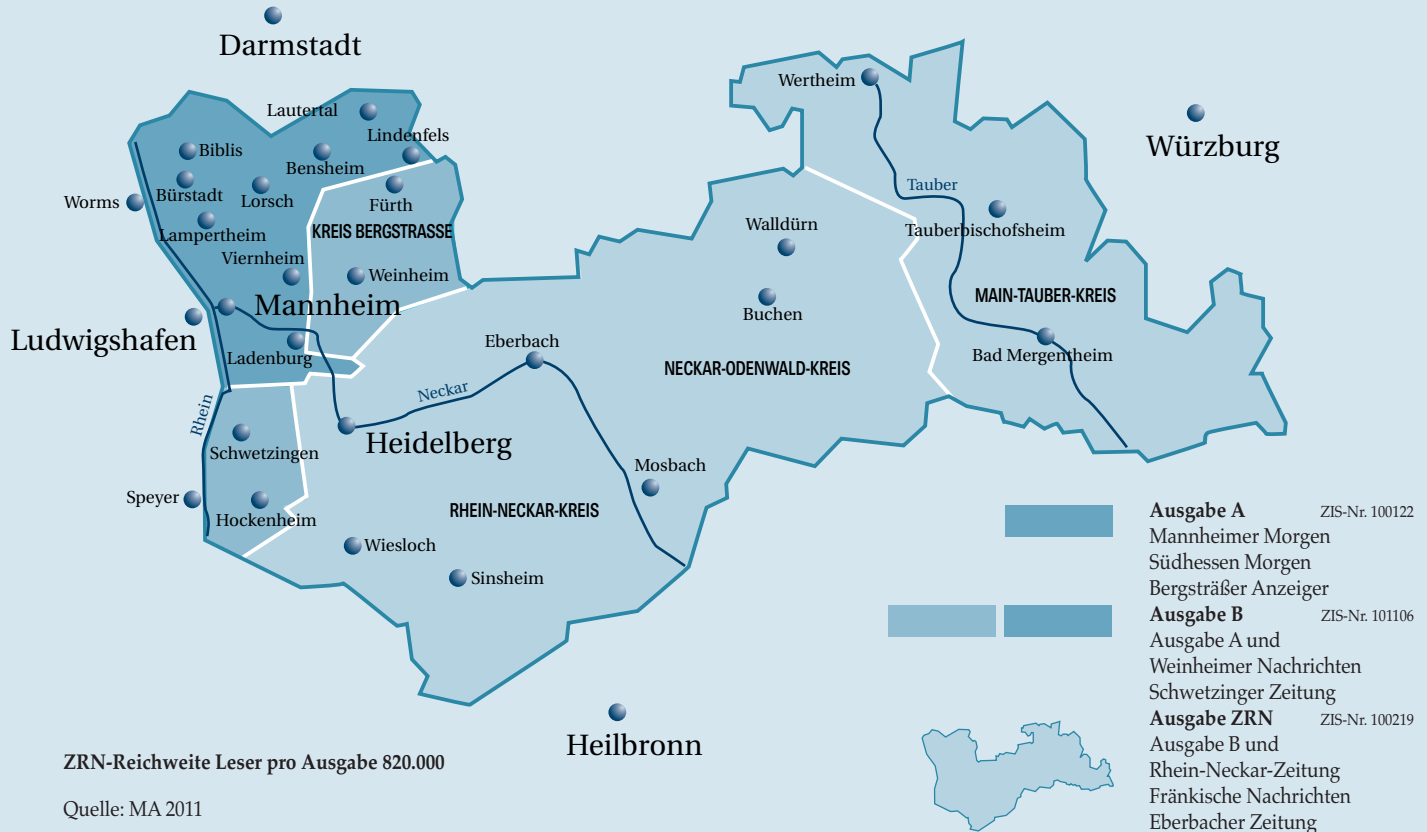 Darmstadt
Wertheim
Lautertal
Würzburg
Lindenfels
Biblis
Bensheim
Tauber
Bürstadt
Lorsch
Fürth
Worms
Walldürn
Tauberbischofsheim
Lampertheim
KREIS BERGSTRASSE
Viernheim
Weinheim
MAIN-TAUBER-KREIS
Mannheim
Buchen
Ludwigshafen
Eberbach
Ladenburg
Bad Mergentheim
NECKAR-ODENWALD-KREIS
Neckar
Rhein
Heidelberg
Schwetzingen
Mosbach
Speyer
Hockenheim
RHEIN-NECKAR-KREIS
Wiesloch
Sinsheim
Heilbronn
Ausgabe A ZIS-Nr. 100122
Mannheimer Morgen
Südhessen Morgen
Bergsträßer Anzeiger
Ausgabe B ZIS-Nr. 101106
Ausgabe A und
Weinheimer Nachrichten
Schwetzinger Zeitung
Ausgabe ZRN ZIS-Nr. 100219
Ausgabe B und
Rhein-Neckar-Zeitung
Fränkische Nachrichten
Eberbacher Zeitung
ZRN-Reichweite Leser pro Ausgabe 820.000
Quelle: MA 2011